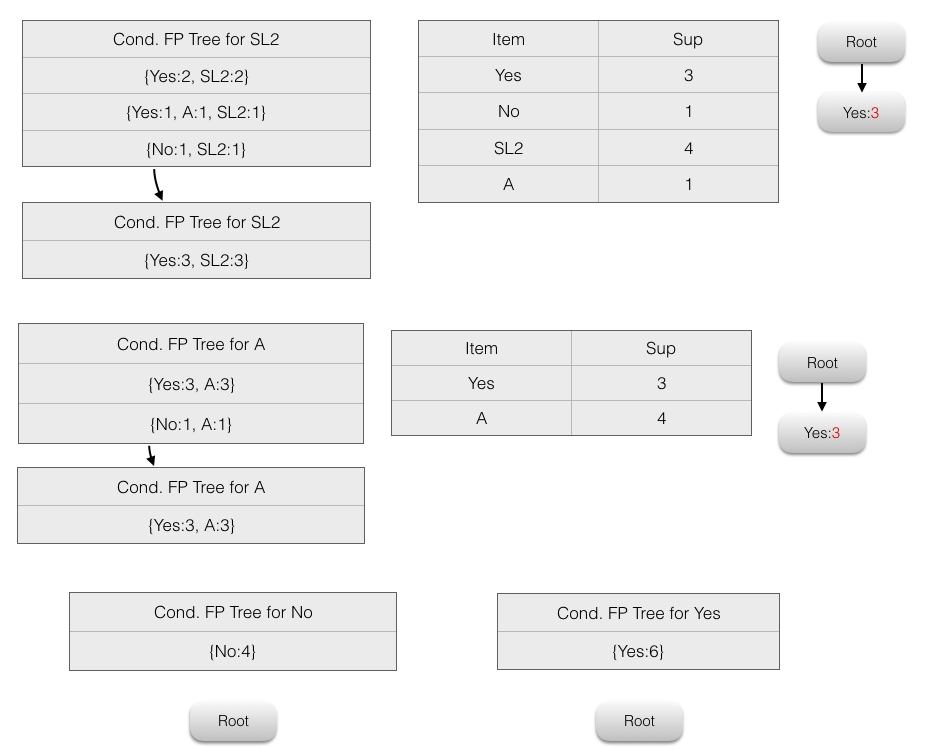 Cond. FP Tree for SL2
{Yes:2, SL2:2}
{Yes:1, A:1, SL2:1}
{No:1, SL2:1}
Cond. FP Tree for SL2
{Yes:3, SL2:3}
Item Sup
Yes 3
No 1
SL2 4
A 1
Root
Yes:3
Cond. FP Tree for A
{Yes:3, A:3}
{No:1, A:1}
Cond. FP Tree for A
{Yes:3, A:3}
Item Sup
Yes 3
A 4
Root
Yes:3
Cond. FP Tree for No
{No:4}
Root
Cond. FP Tree for Yes
{Yes:6}
Root